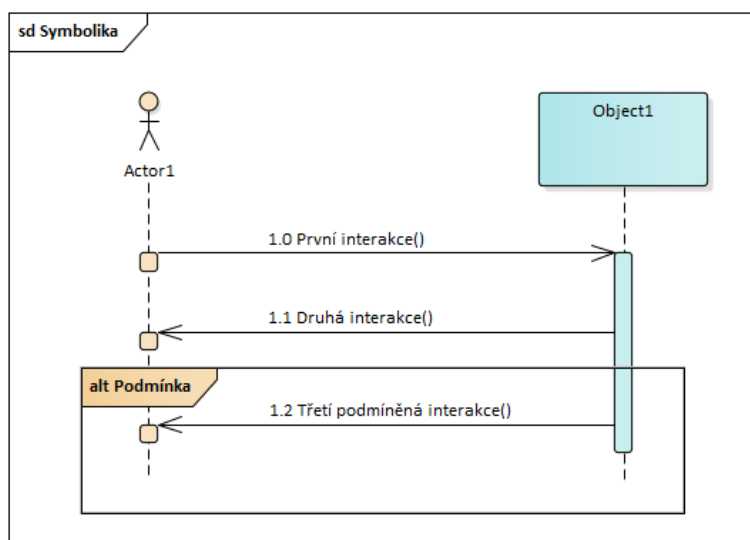 sd Symbolika
Object1
Actor1
1.0 První interakce()
1.1 Druhá interakce()
alt Podmínka
1.2 Třetí podmíněná interakce()